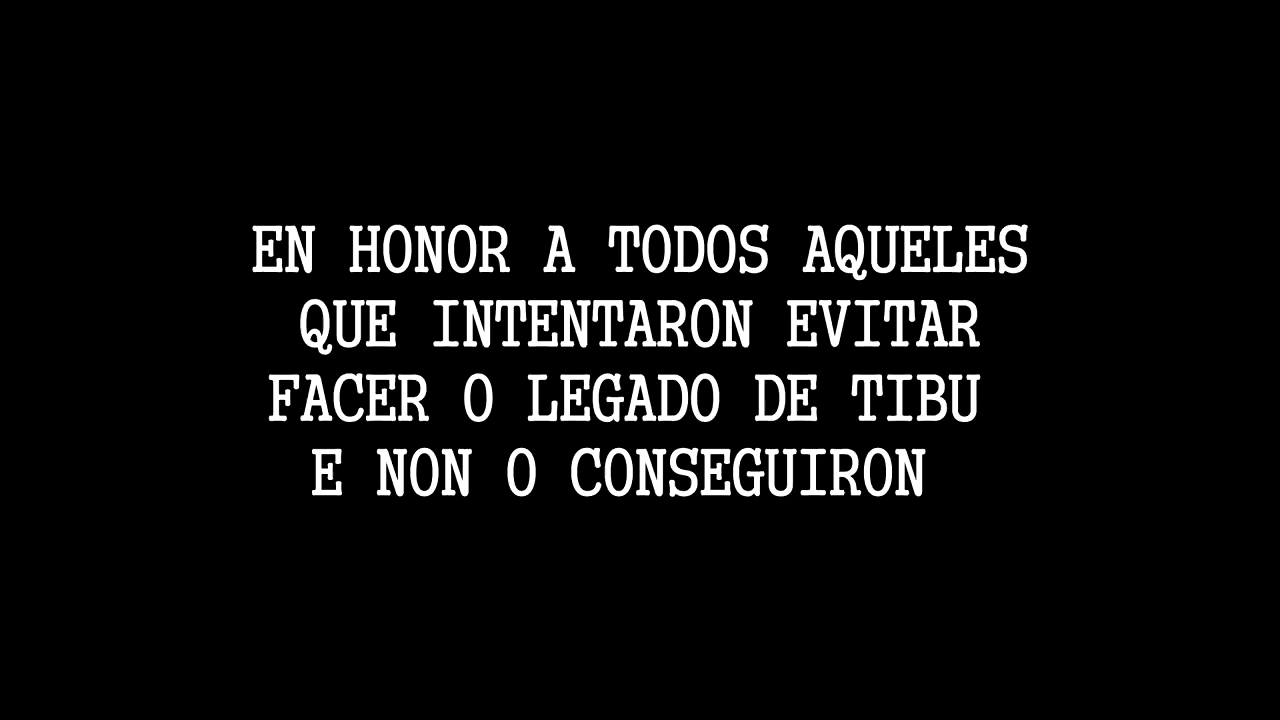 EN HONOR A TODOS AQUELES
QUE INTENTARON EVITAR
FACER O LEGADO DE TIBU
E NON O CONSEGUIRON